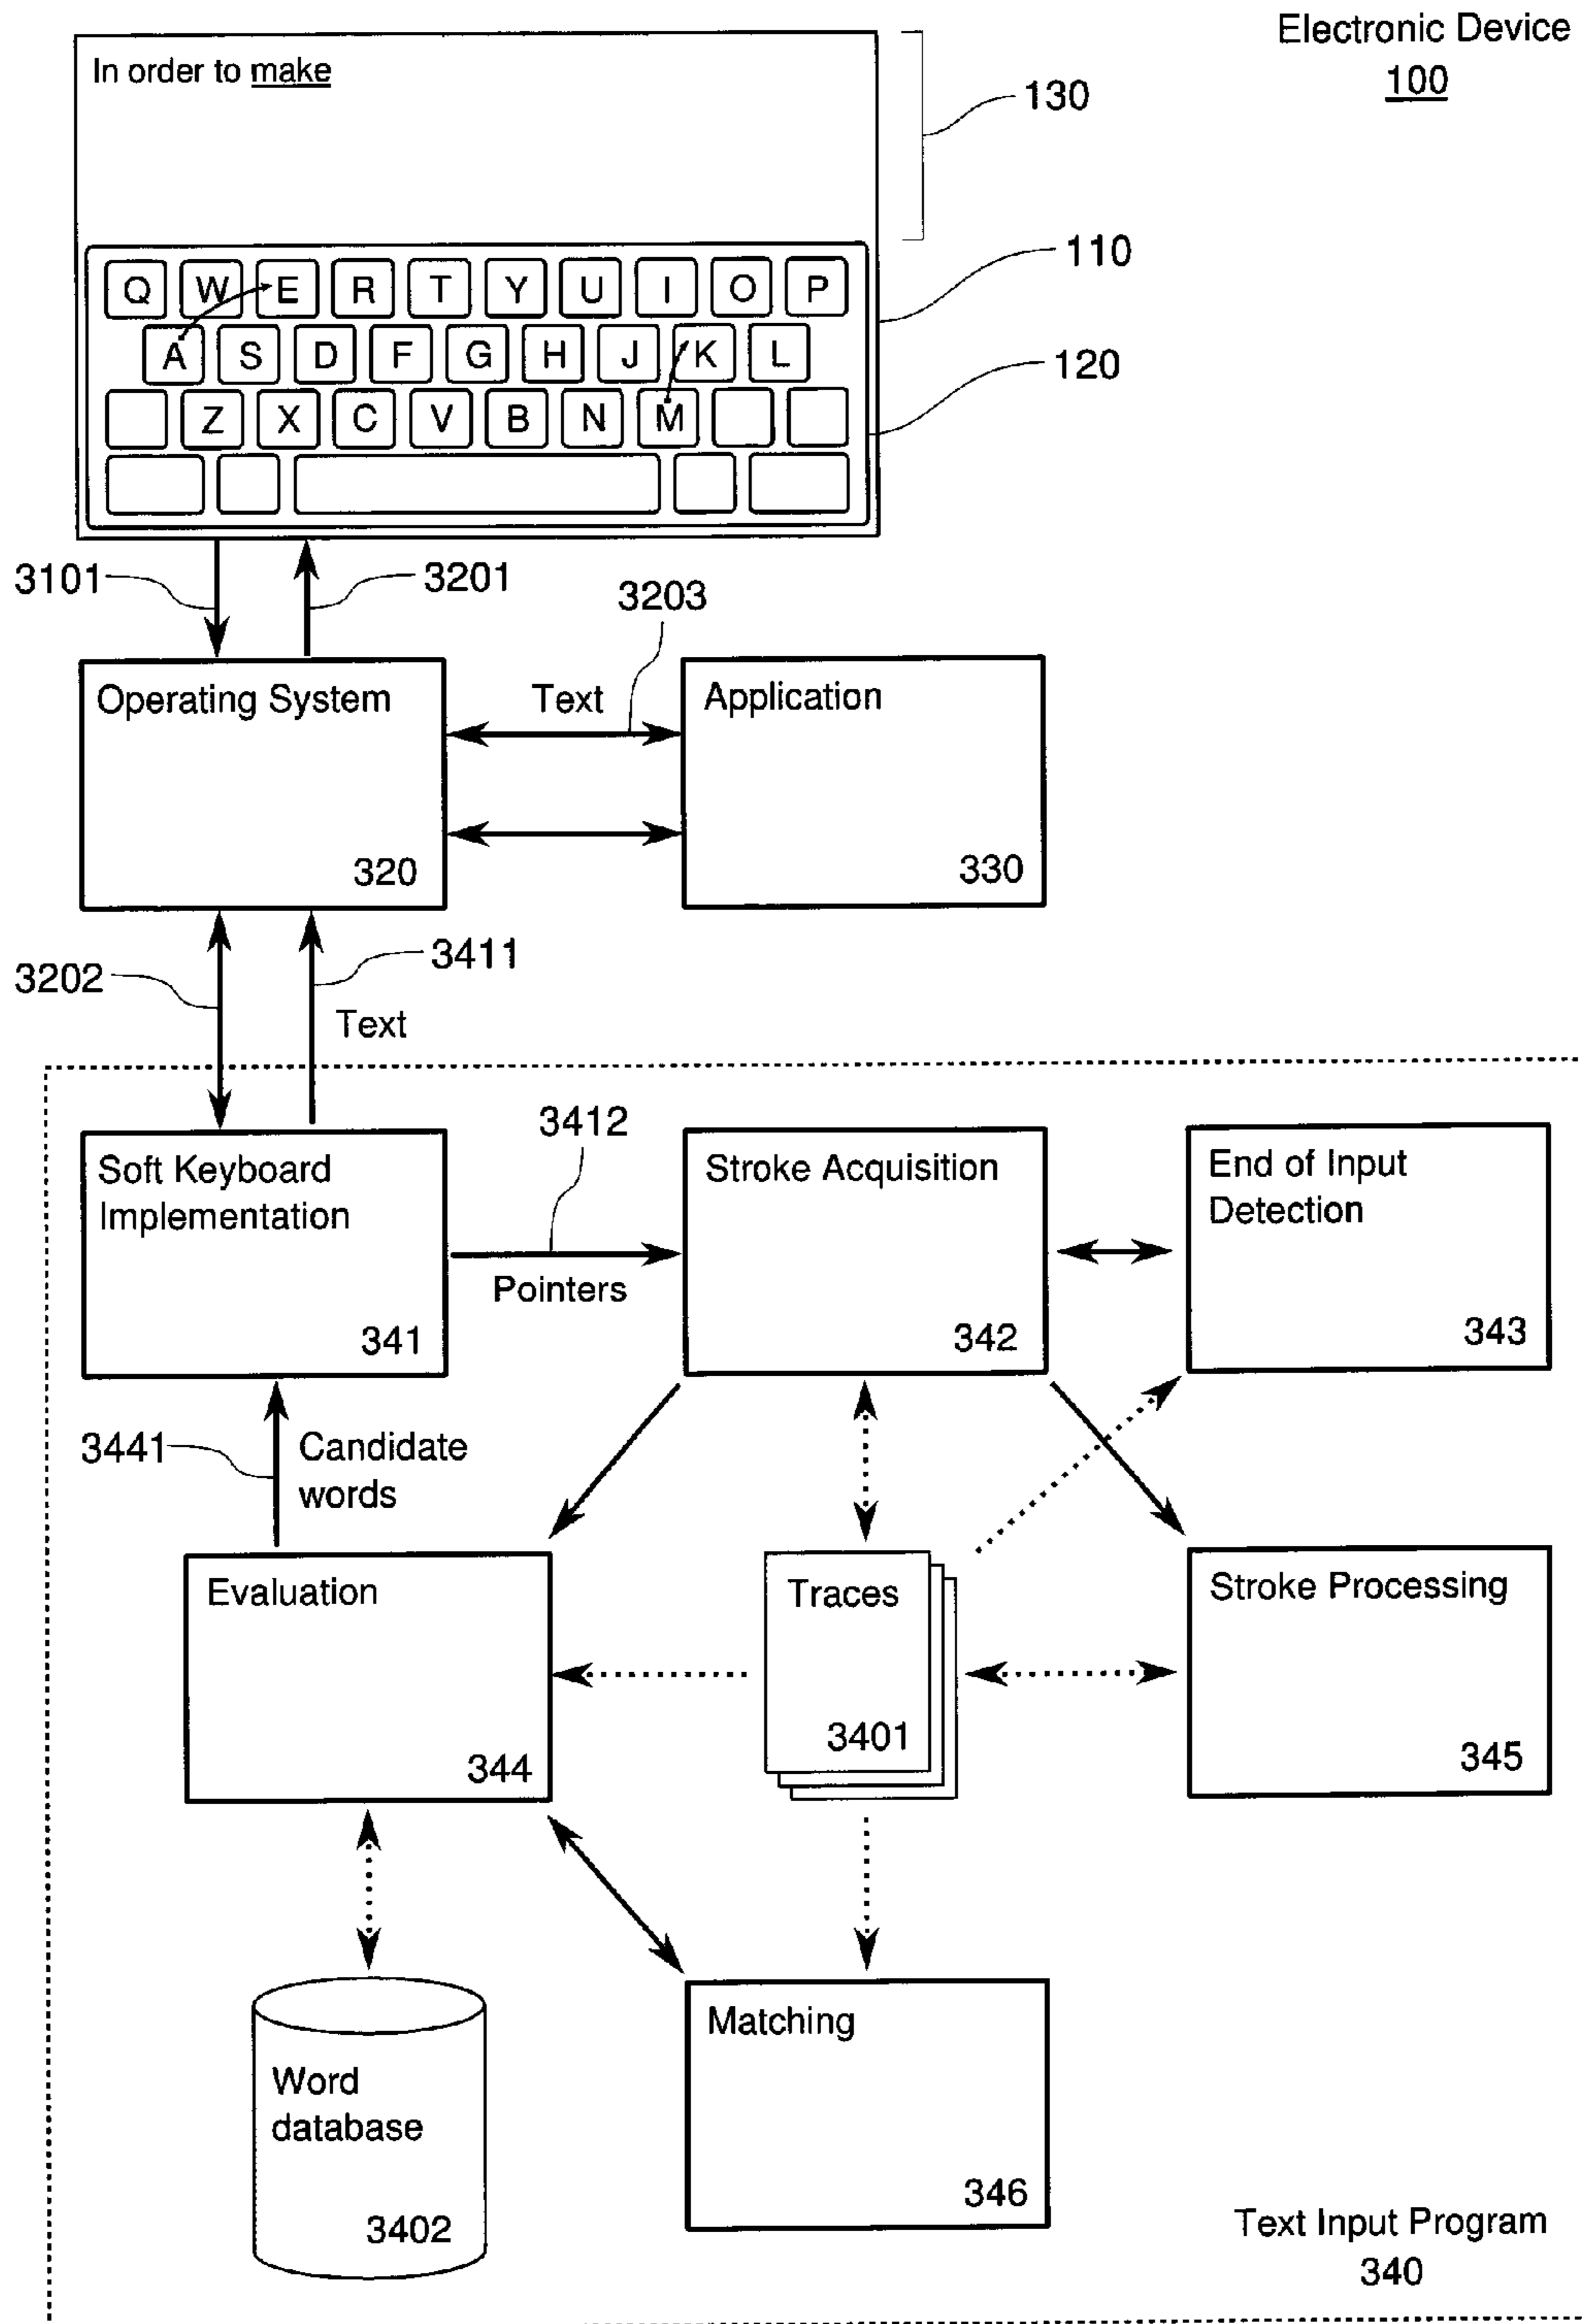 Electronic Device
100
In order to make
130
110
Q W E R T Y U I O P
A S D F G H J K L
120
Z X C V B N M
3101
3201
3203
Operating System
320
Text
Application
330
3202
3411
Text
3412
Soft Keyboard
Implementation
341
Pointers
Stroke Acquisition
342
End of Input
Detection
343
3441
Candidate
words
Evaluation
344
Traces
3401
Stroke Processing
345
Word
database
3402
Matching
346
Text Input Program
340